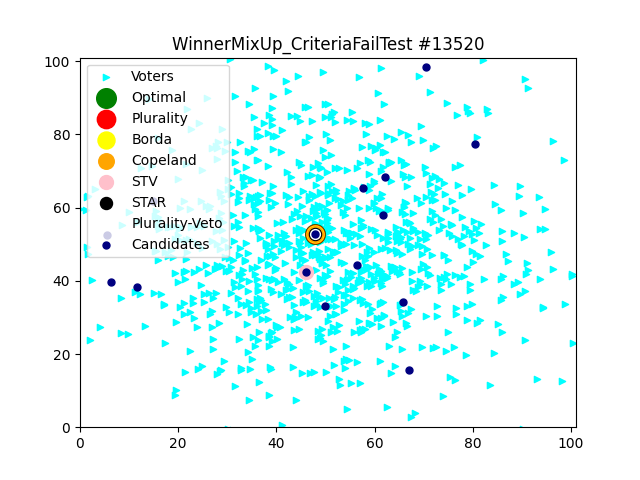 WinnerMixUp_CriteriaFailTest #13520
100
80
60
40
20
0
Voters
Optimal
Plurality
Borda
Copeland
STV
STAR
Plurality-Veto
Candidates
0 20 40 60 80 100